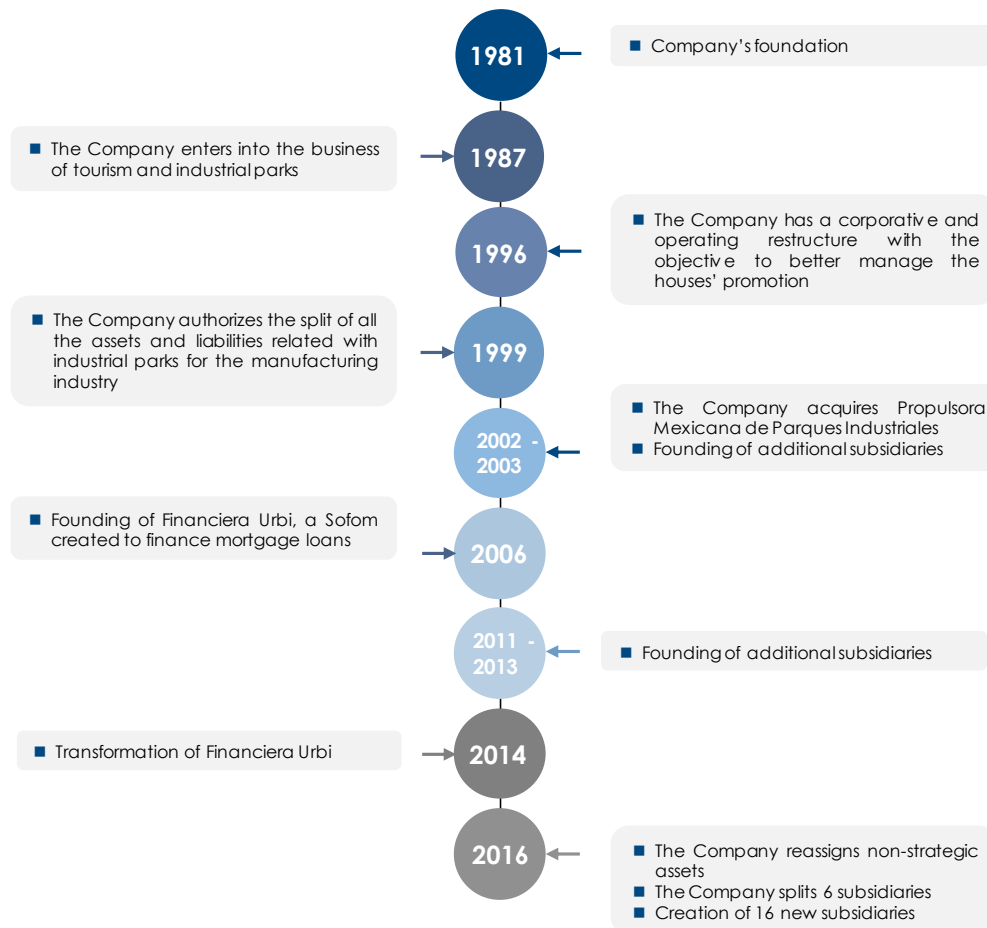 1981
Company's foundation
1987
The Company enters into the business
of tourism and industrial parks
1996
The Company has a corporative and
operating restructure with the
objective to better manage the
houses' promotion
1999
The Company authorizes the split of all
the assets and liabilities related with
industrial parks for the manufacturing
industry
2002 -
2003
The Company acquires Propulsora
Mexicana de Parques Industriales
Founding of additional subsidiaries
2006
Founding of Financiera Urbi, a Sofom
created to finance mortgage loans
2011 -
2013
Founding of additional subsidiaries
2014
Transformation of Financiera Urbi
2016
The Company reassigns non-strategic
assets
The Company splits 6 subsidiaries
Creation of 16 new subsidiaries